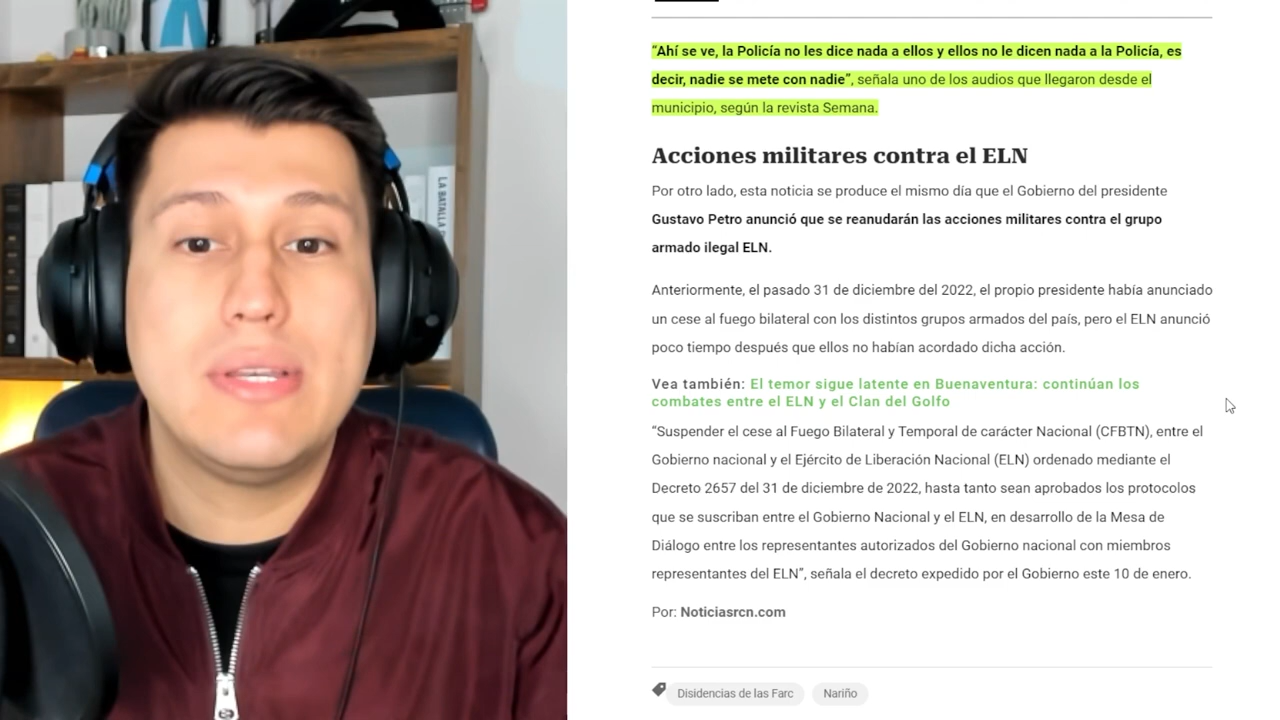 LA BATALLA
“Ahí se ve, la Policía no les dice nada a ellos y ellos no le dicen nada a la Policía, es
decir, nadie se mete con nadie”, señala uno de los audios que llegaron desde el
municipio, según la revista Semana.
Acciones militares contra el ELN
Por otro lado, esta noticia se produce el mismo día que el Gobierno del presidente
Gustavo Petro anunció que se reanudarán las acciones militares contra el grupo
armado ilegal ELN.
Anteriormente, el pasado 31 de diciembre del 2022, el propio presidente había anunciado
un cese al fuego bilateral con los distintos grupos armados del país, pero el ELN anunció
poco tiempo después que ellos no habían acordado dicha acción.
Vea también: El temor sigue latente en Buenaventura: continúan los
combates entre el ELN y el Clan del Golfo
“Suspender el cese al Fuego Bilateral y Temporal de carácter Nacional (CFBTN), entre el
Gobierno nacional y el Ejército de Liberación Nacional (ELN) ordenado mediante el
Decreto 2657 del 31 de diciembre de 2022, hasta tanto sean aprobados los protocolos
que se suscriban entre el Gobierno Nacional y el ELN, en desarrollo de la Mesa de
Diálogo entre los representantes autorizados del Gobierno nacional con miembros
representantes del ELN”, señala el decreto expedido por el Gobierno este 10 de enero.
Por: Noticiasrcn.com
Disidencias de las Farc
Nariño